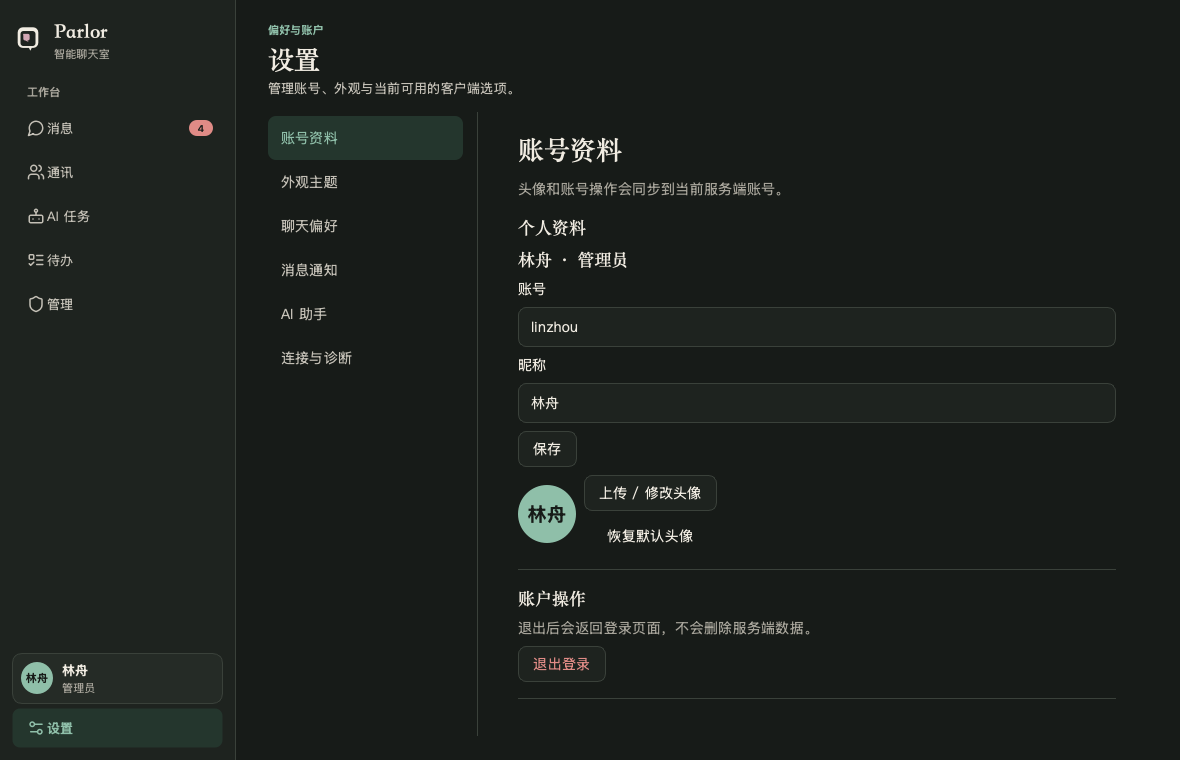 Parlor
智能聊天室
工作台
消息
4
通讯
AI 任务
待办
管理
林舟
林舟
管理员
设置
偏好与账户
设置
管理账号、外观与当前可用的客户端选项。
账号资料
外观主题
聊天偏好
消息通知
AI 助手
连接与诊断
账号资料
头像和账号操作会同步到当前服务端账号。
个人资料
林舟 · 管理员
账号
linzhou
昵称
林舟
保存
林舟
上传 / 修改头像
恢复默认头像
账户操作
退出后会返回登录页面，不会删除服务端数据。
退出登录